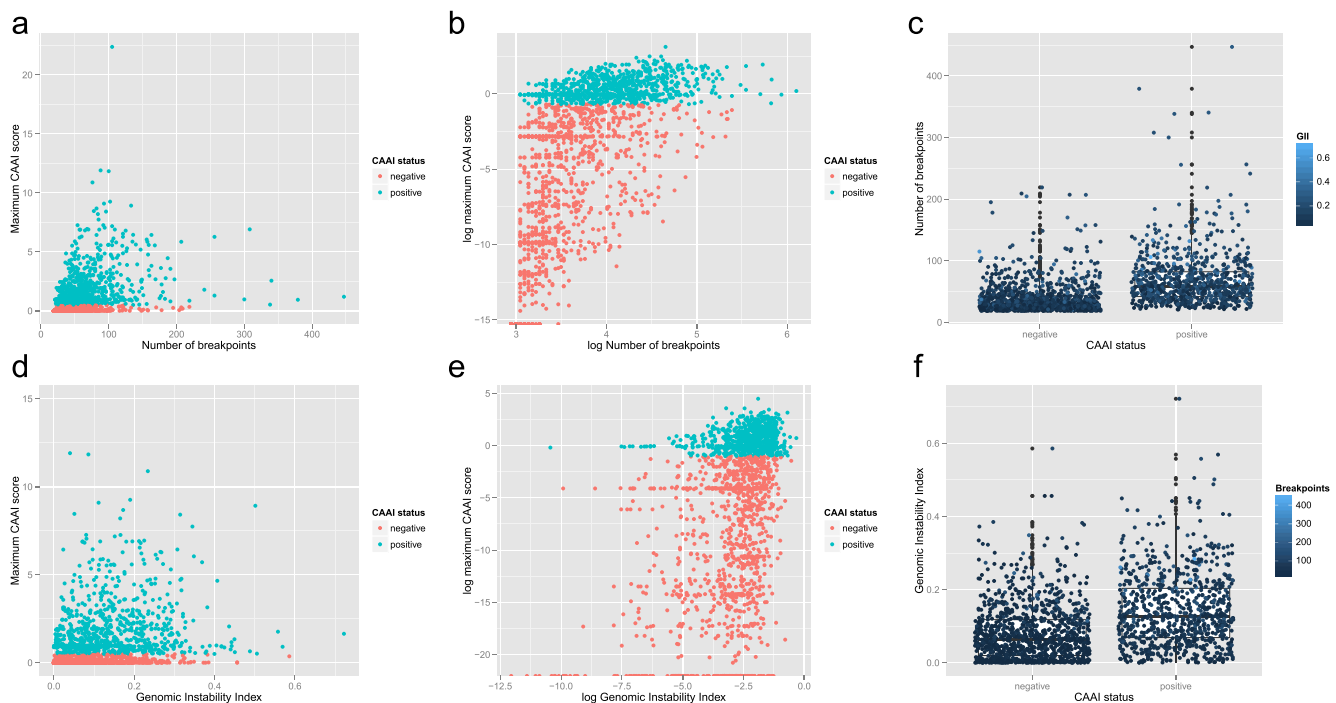 a
Maximum CAAI score
20
15
10
5
0
0
100
200
300
400
Number of breakpoints
CAAI status
negative
positive
b
log maximum CAAI score
0
−5
−10
−15
3
4
5
6
log Number of breakpoints
CAAI status
negative
positive
c
Number of breakpoints
400
300
200
100
0
negative
positive
CAAI status
GII
0.6
0.4
0.2
d
Maximum CAAI score
15
10
5
0
0.0
0.2
0.4
0.6
Genomic Instability Index
CAAI status
negative
positive
e
log maximum CAAI score
5
0
−5
−10
−15
−20
−12.5
−10.0
−7.5
−5.0
−2.5
0.0
log Genomic Instability Index
CAAI status
negative
positive
f
Genomic Instability Index
0.6
0.4
0.2
0.0
negative
positive
CAAI status
Breakpoints
400
300
200
100